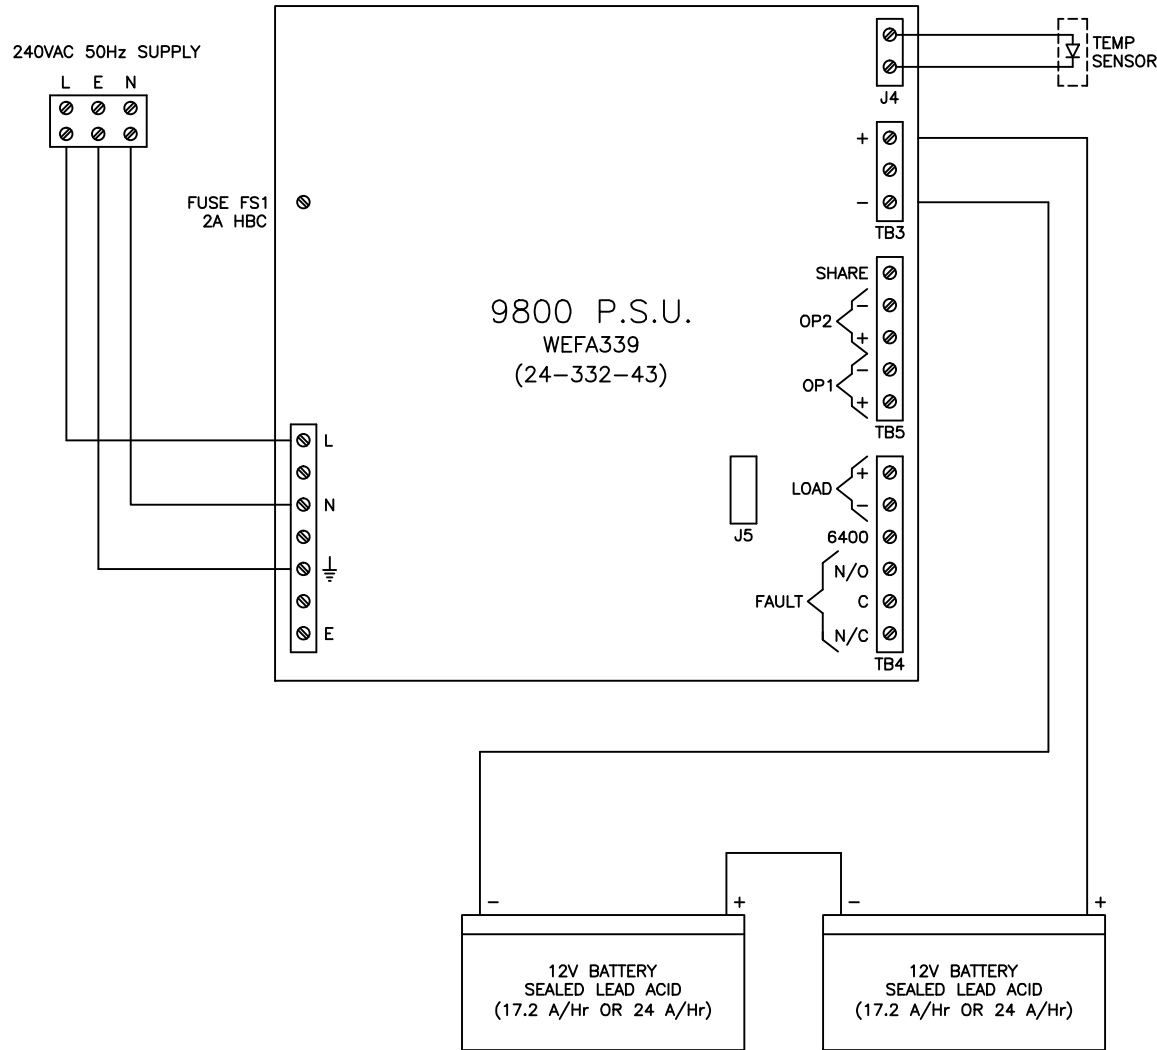 240VAC 50Hz SUPPLY
L E N
FUSE FS1
2A HBC
9800 P.S.U.
WEFA339
(24-332-43)
L
N
E
J5
J4
TEMP
SENSOR
+
-
TB3
SHARE
-
OP2
+
-
OP1
+
TB5
+
LOAD
-
6400
N/O
FAULT C
N/C
TB4
- +
- +
12V BATTERY
SEALED LEAD ACID
(17.2 A/Hr OR 24 A/Hr)
12V BATTERY
SEALED LEAD ACID
(17.2 A/Hr OR 24 A/Hr)